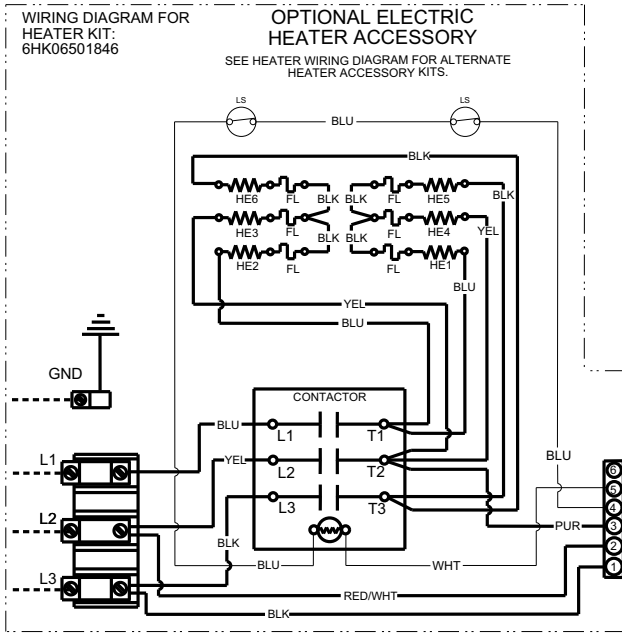 WIRING DIAGRAM FOR
HEATER KIT:
6HK06501846
OPTIONAL ELECTRIC
HEATER ACCESSORY
SEE HEATER WIRING DIAGRAM FOR ALTERNATE
HEATER ACCESSORY KITS.
LS
BLU
LS
BLK
HE6
FL
BLK
BLK
FL
HE5
BLK
HE3
FL
BLK
BLK
FL
HE4
YEL
HE2
FL
FL
HE1
BLU
YEL
BLU
GND
CONTACTOR
L1
BLU
L1
T1
L2
YEL
L2
T2
L3
BLK
L3
T3
BLU
WHT
BLU
PUR
RED/WHT
BLK
6
5
4
3
2
1